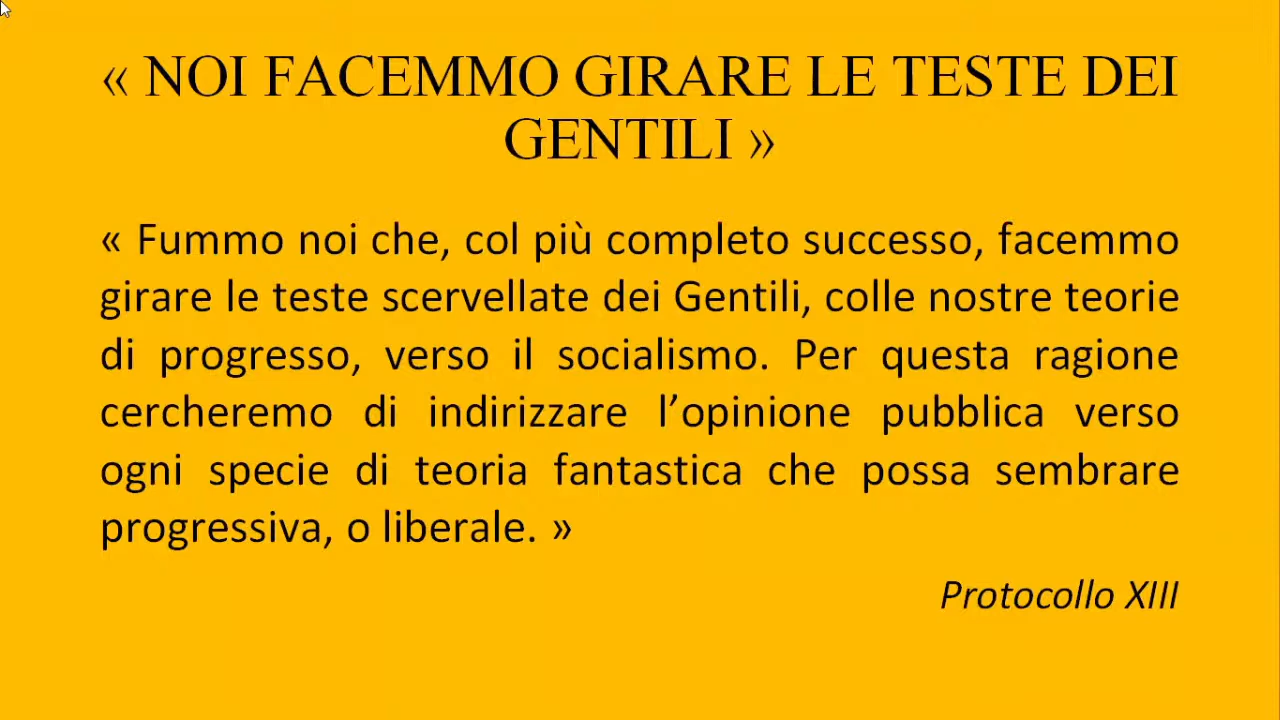 « NOI FACEMMO GIRARE LE TESTE DEI
GENTILI »
« Fummo noi che, col più completo successo, facemmo
girare le teste scervellate dei Gentili, colle nostre teorie
di progresso, verso il socialismo. Per questa ragione
cercheremo di indirizzare l’opinione pubblica verso
ogni specie di teoria fantastica che possa sembrare
progressiva, o liberale. »
Protocollo XIII